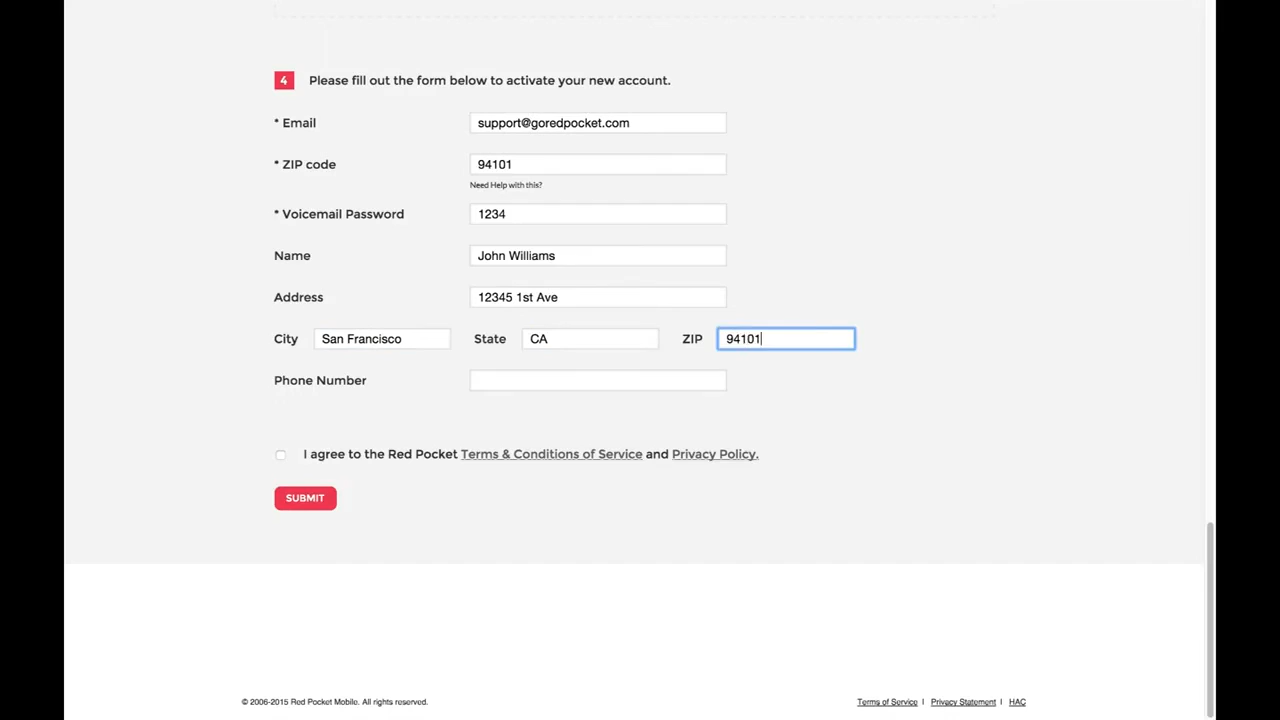 4 Please fill out the form below to activate your new account.
* Email support@goredpocket.com
* ZIP code 94101
Need Help with this?
* Voicemail Password 1234
Name John Williams
Address 12345 1st Ave
City San Francisco State CA ZIP 94101
Phone Number
I agree to the Red Pocket Terms & Conditions of Service and Privacy Policy.
SUBMIT
© 2006-2015 Red Pocket Mobile. All rights reserved. Terms of Service | Privacy Statement | HAC